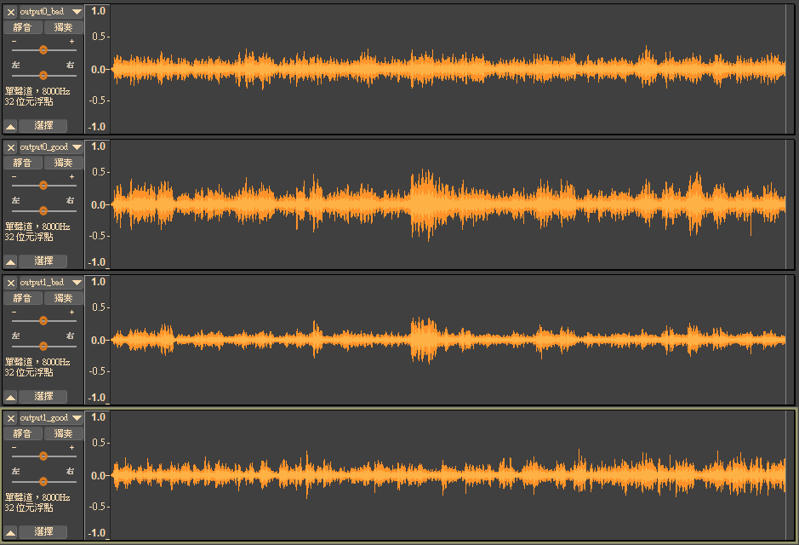 output0_bad
1.0
靜音 獨奏
0.5
- +
0.0
左 右
單聲道,8000Hz
-0.5
32 位元浮點
選擇
-1.0
output0_good
1.0
靜音 獨奏
0.5
- +
0.0
左 右
單聲道,8000Hz
-0.5
32 位元浮點
選擇
-1.0
output1_bad
1.0
靜音 獨奏
0.5
- +
0.0
左 右
單聲道,8000Hz
-0.5
32 位元浮點
選擇
-1.0
output1_good
1.0
靜音 獨奏
0.5
- +
0.0
左 右
單聲道,8000Hz
-0.5
32 位元浮點
選擇
-1.0